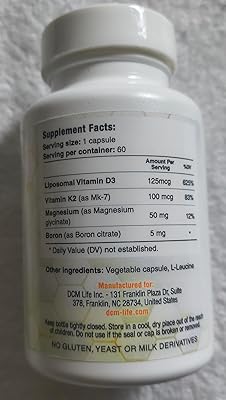 Supplement Facts:
Serving size: 1 capsule
Serving per container: 60
Amount Per Serving %DV
Liposomal Vitamin D3 125mcg 625%
Vitamin K2 (as Mk-7) 100 mcg 83%
Magnesium (as Magnesium glycinate) 50 mg 12%
Boron (as Boron citrate) 5 mg *
* Daily Value (DV) not established.
Other ingredients: Vegetable capsule, L-Leucine
Manufactured for:
DCM Life Inc. - 131 Franklin Plaza Dr, Suite
378, Franklin, NC 28734, United States
dcm-life.com
Keep bottle tightly closed. Store in a cool, dry place out of the reach
of children. Do not use if the seal or cap is broken or removed.
NO GLUTEN, YEAST OR MILK DERIVATIVES.